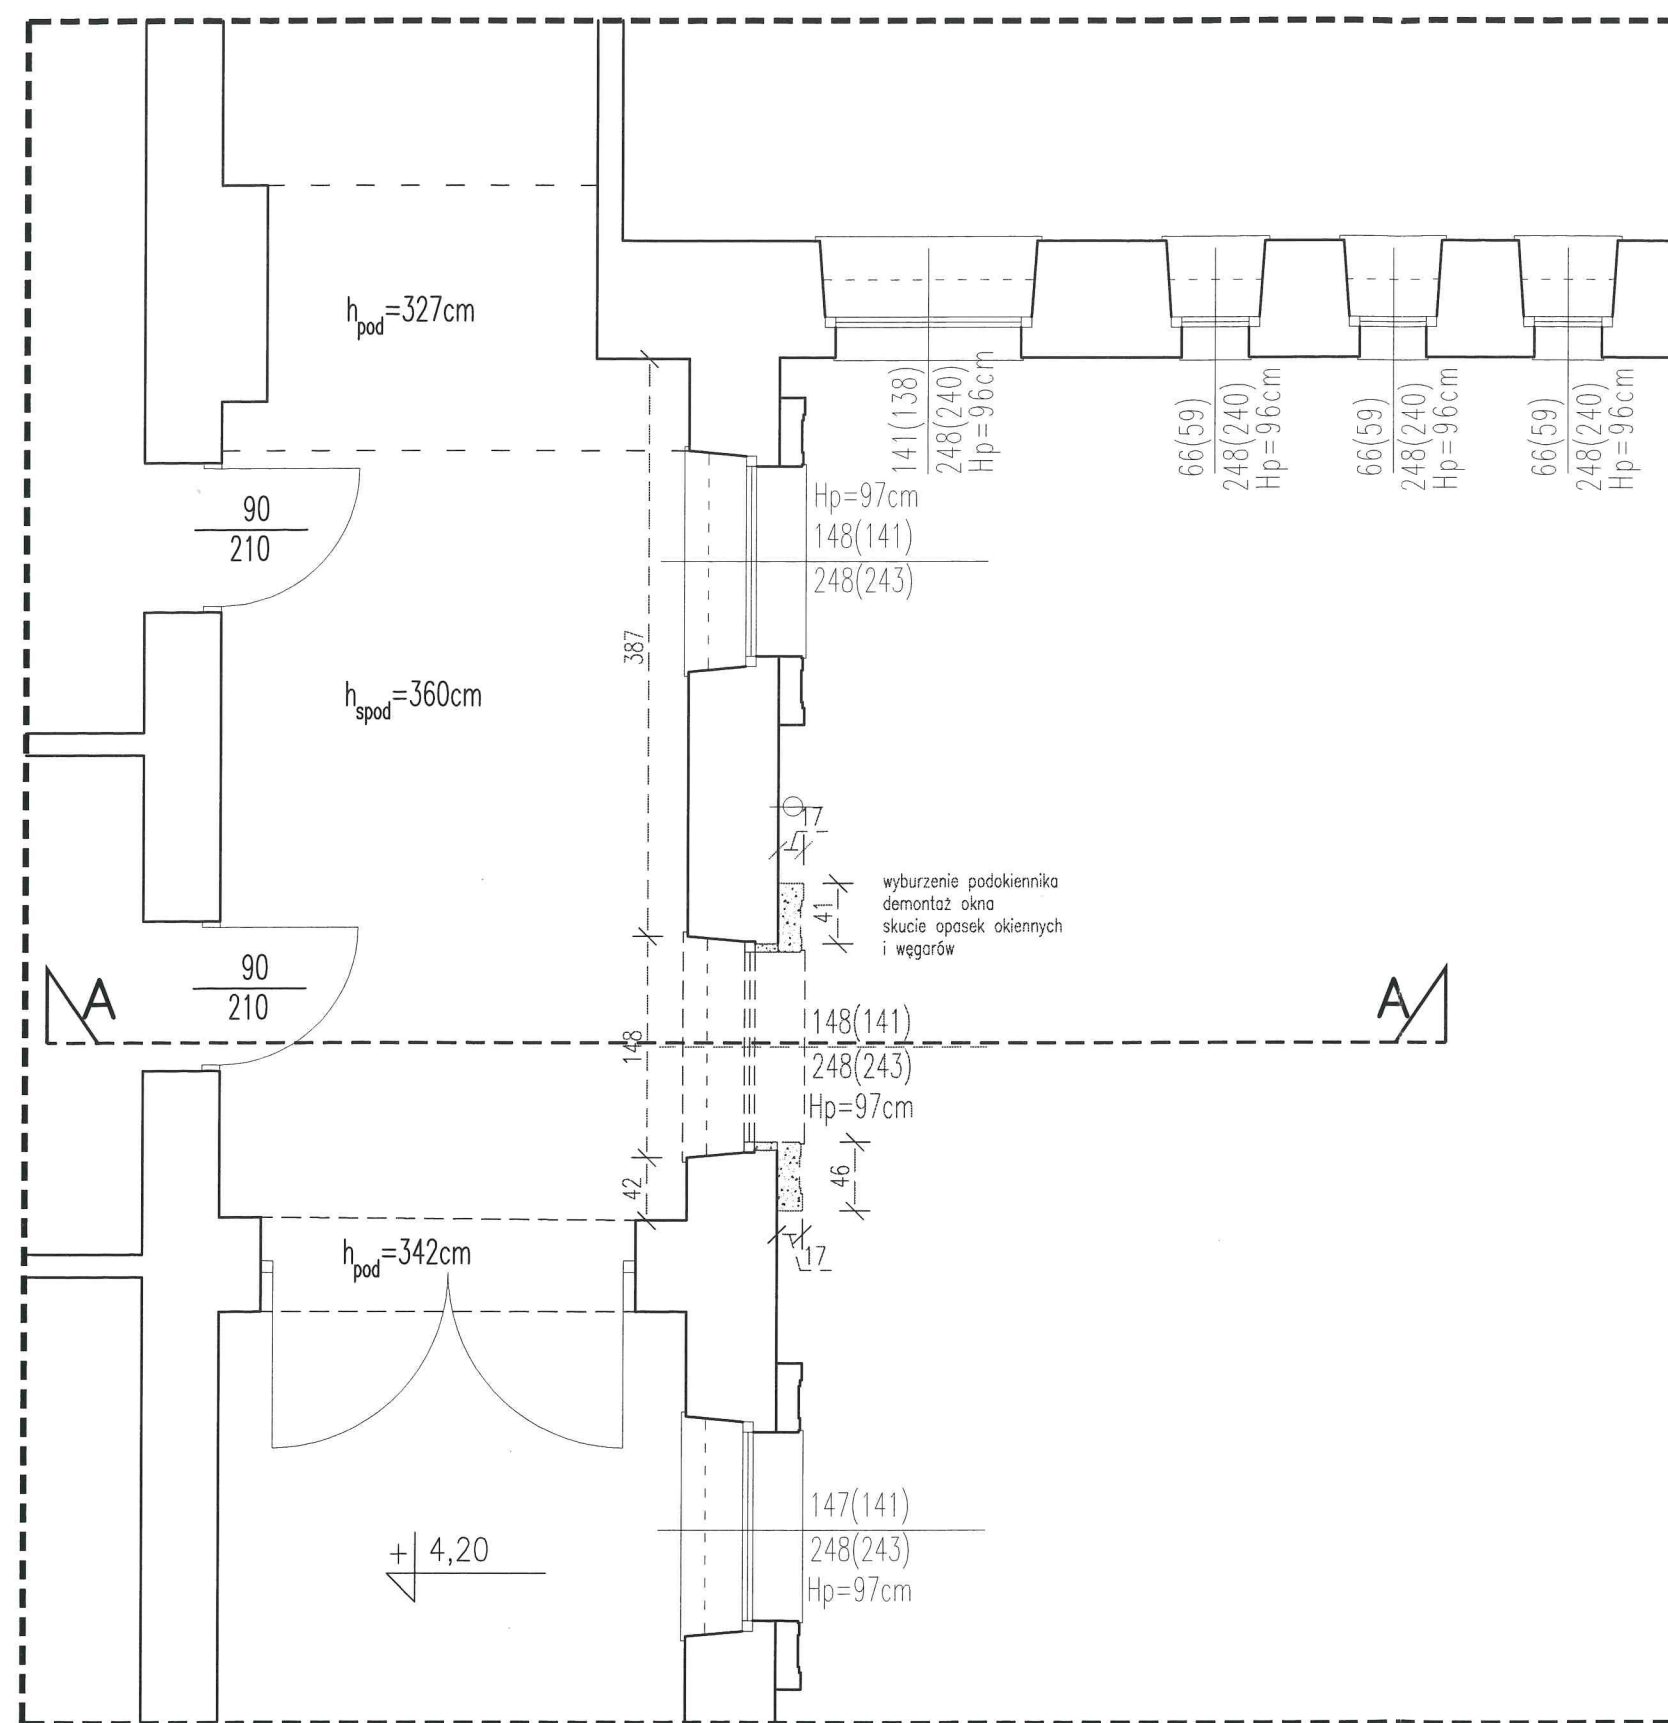 h_pod=327cm
141(138)
248(240)
Hp=96cm
66(59)
248(240)
Hp=96cm
66(59)
248(240)
Hp=96cm
66(59)
248(240)
Hp=96cm
90
210
Hp=97cm
148(141)
248(243)
387
h_spod=360cm
17
41
wyburzenie podokiennika
demontaż okna
skucie opasek okiennych
i węgarów
90
210
A
A
148
148(141)
248(243)
Hp=97cm
42
46
h_pod=342cm
17
147(141)
248(243)
Hp=97cm
+ 4,20